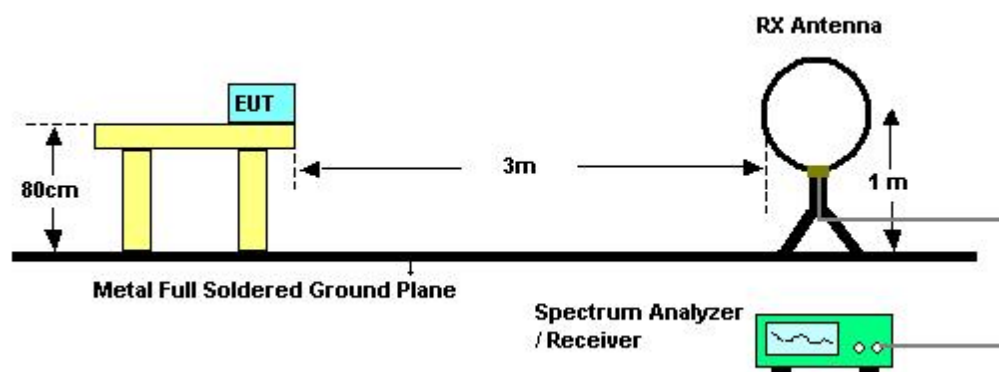 RX Antenna
EUT
80cm
3m
1 m
Metal Full Soldered Ground Plane
Spectrum Analyzer
/ Receiver